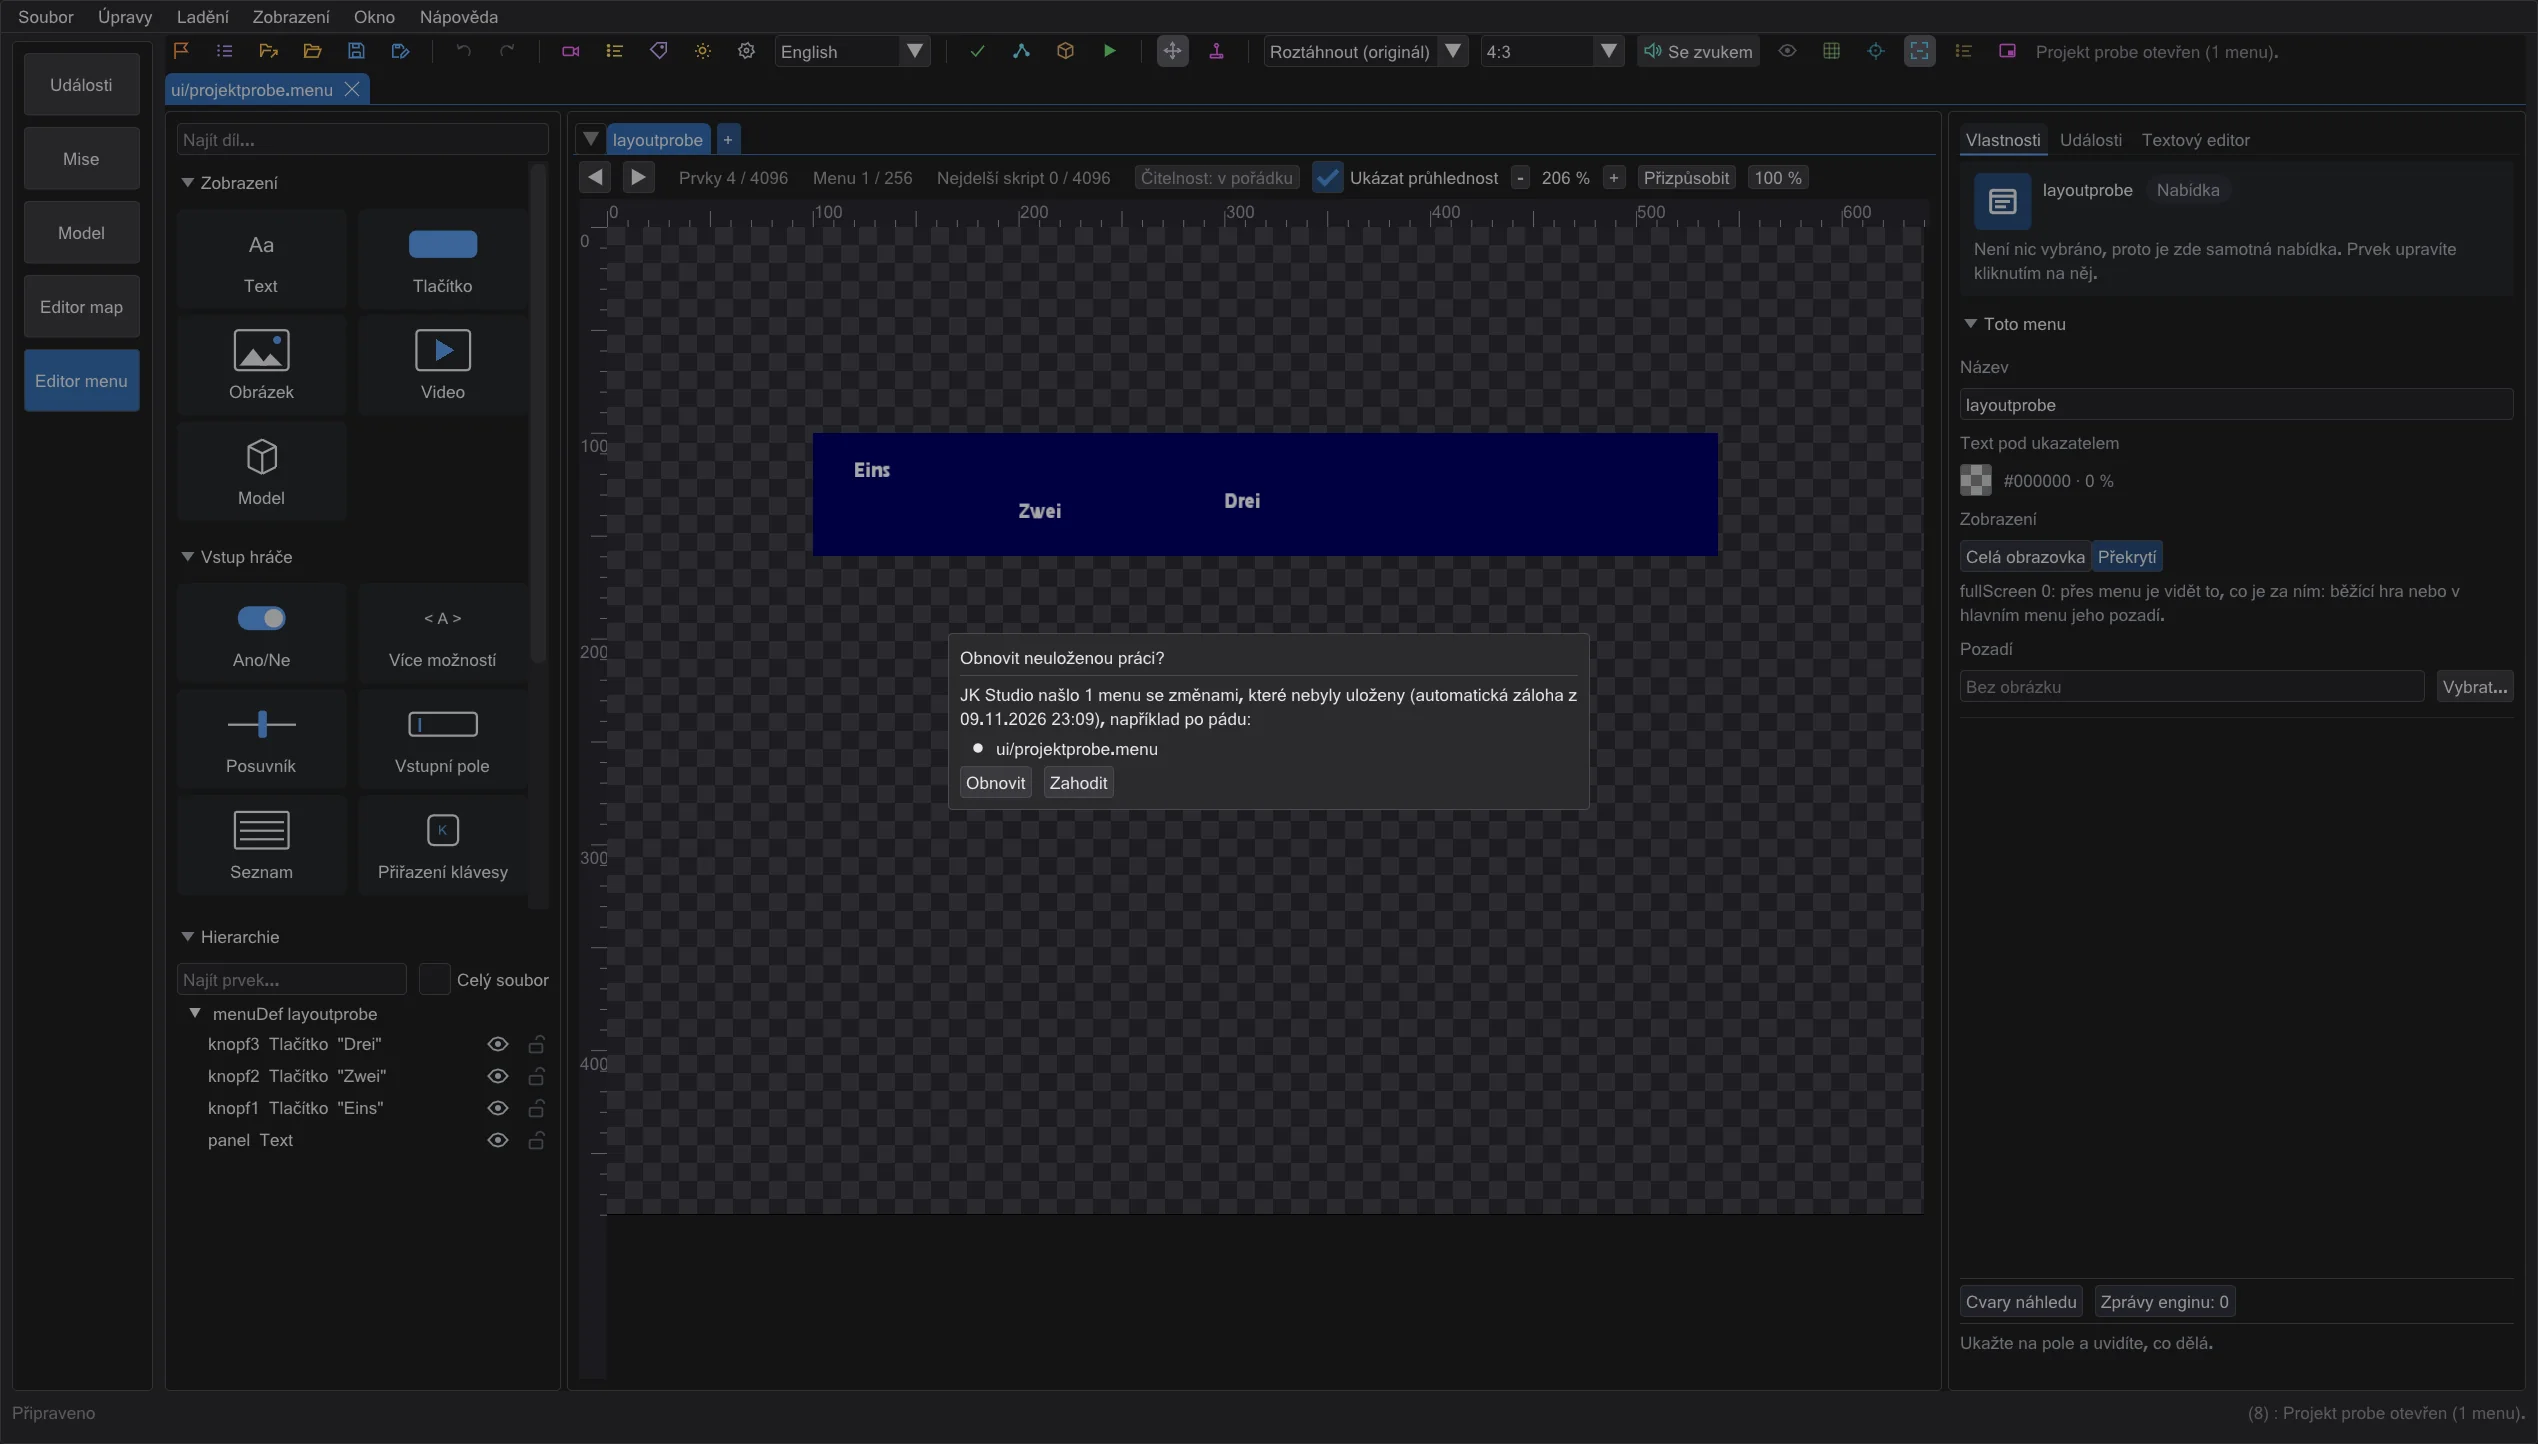 Soubor Úpravy Ladění Zobrazení Okno Nápověda
English Roztáhnout (originál) 4:3 Se zvukem Projekt probe otevřen (1 menu).
ui/projektprobe.menu
Události
Mise
Model
Editor map
Editor menu
Najít díl...
Zobrazení
Aa
Text
Tlačítko
Obrázek
Video
Model
Vstup hráče
Ano/Ne
< A >
Více možností
Posuvník
Vstupní pole
Seznam
K
Přiřazení klávesy
Hierarchie
Najít prvek...
Celý soubor
menuDef layoutprobe
knopf3 Tlačítko "Drei"
knopf2 Tlačítko "Zwei"
knopf1 Tlačítko "Eins"
panel Text
layoutprobe +
Prvky 4 / 4096 Menu 1 / 256 Nejdelší skript 0 / 4096 Čitelnost: v pořádku Ukázat průhlednost - 206 % + Přizpůsobit 100 %
0 100 200 300 400 500 600
0
100
200
300
400
Eins
Zwei
Drei
Obnovit neuloženou práci?
JK Studio našlo 1 menu se změnami, které nebyly uloženy (automatická záloha z
09.11.2026 23:09), například po pádu:
ui/projektprobe.menu
Obnovit Zahodit
Vlastnosti Události Textový editor
layoutprobe Nabídka
Není nic vybráno, proto je zde samotná nabídka. Prvek upravíte
kliknutím na něj.
Toto menu
Název
layoutprobe
Text pod ukazatelem
#000000 · 0 %
Zobrazení
Celá obrazovka Překrytí
fullScreen 0: přes menu je vidět to, co je za ním: běžící hra nebo v
hlavním menu jeho pozadí.
Pozadí
Bez obrázku Vybrat...
Cvary náhledu Zprávy enginu: 0
Ukažte na pole a uvidíte, co dělá.
Připraveno
(8) : Projekt probe otevřen (1 menu).